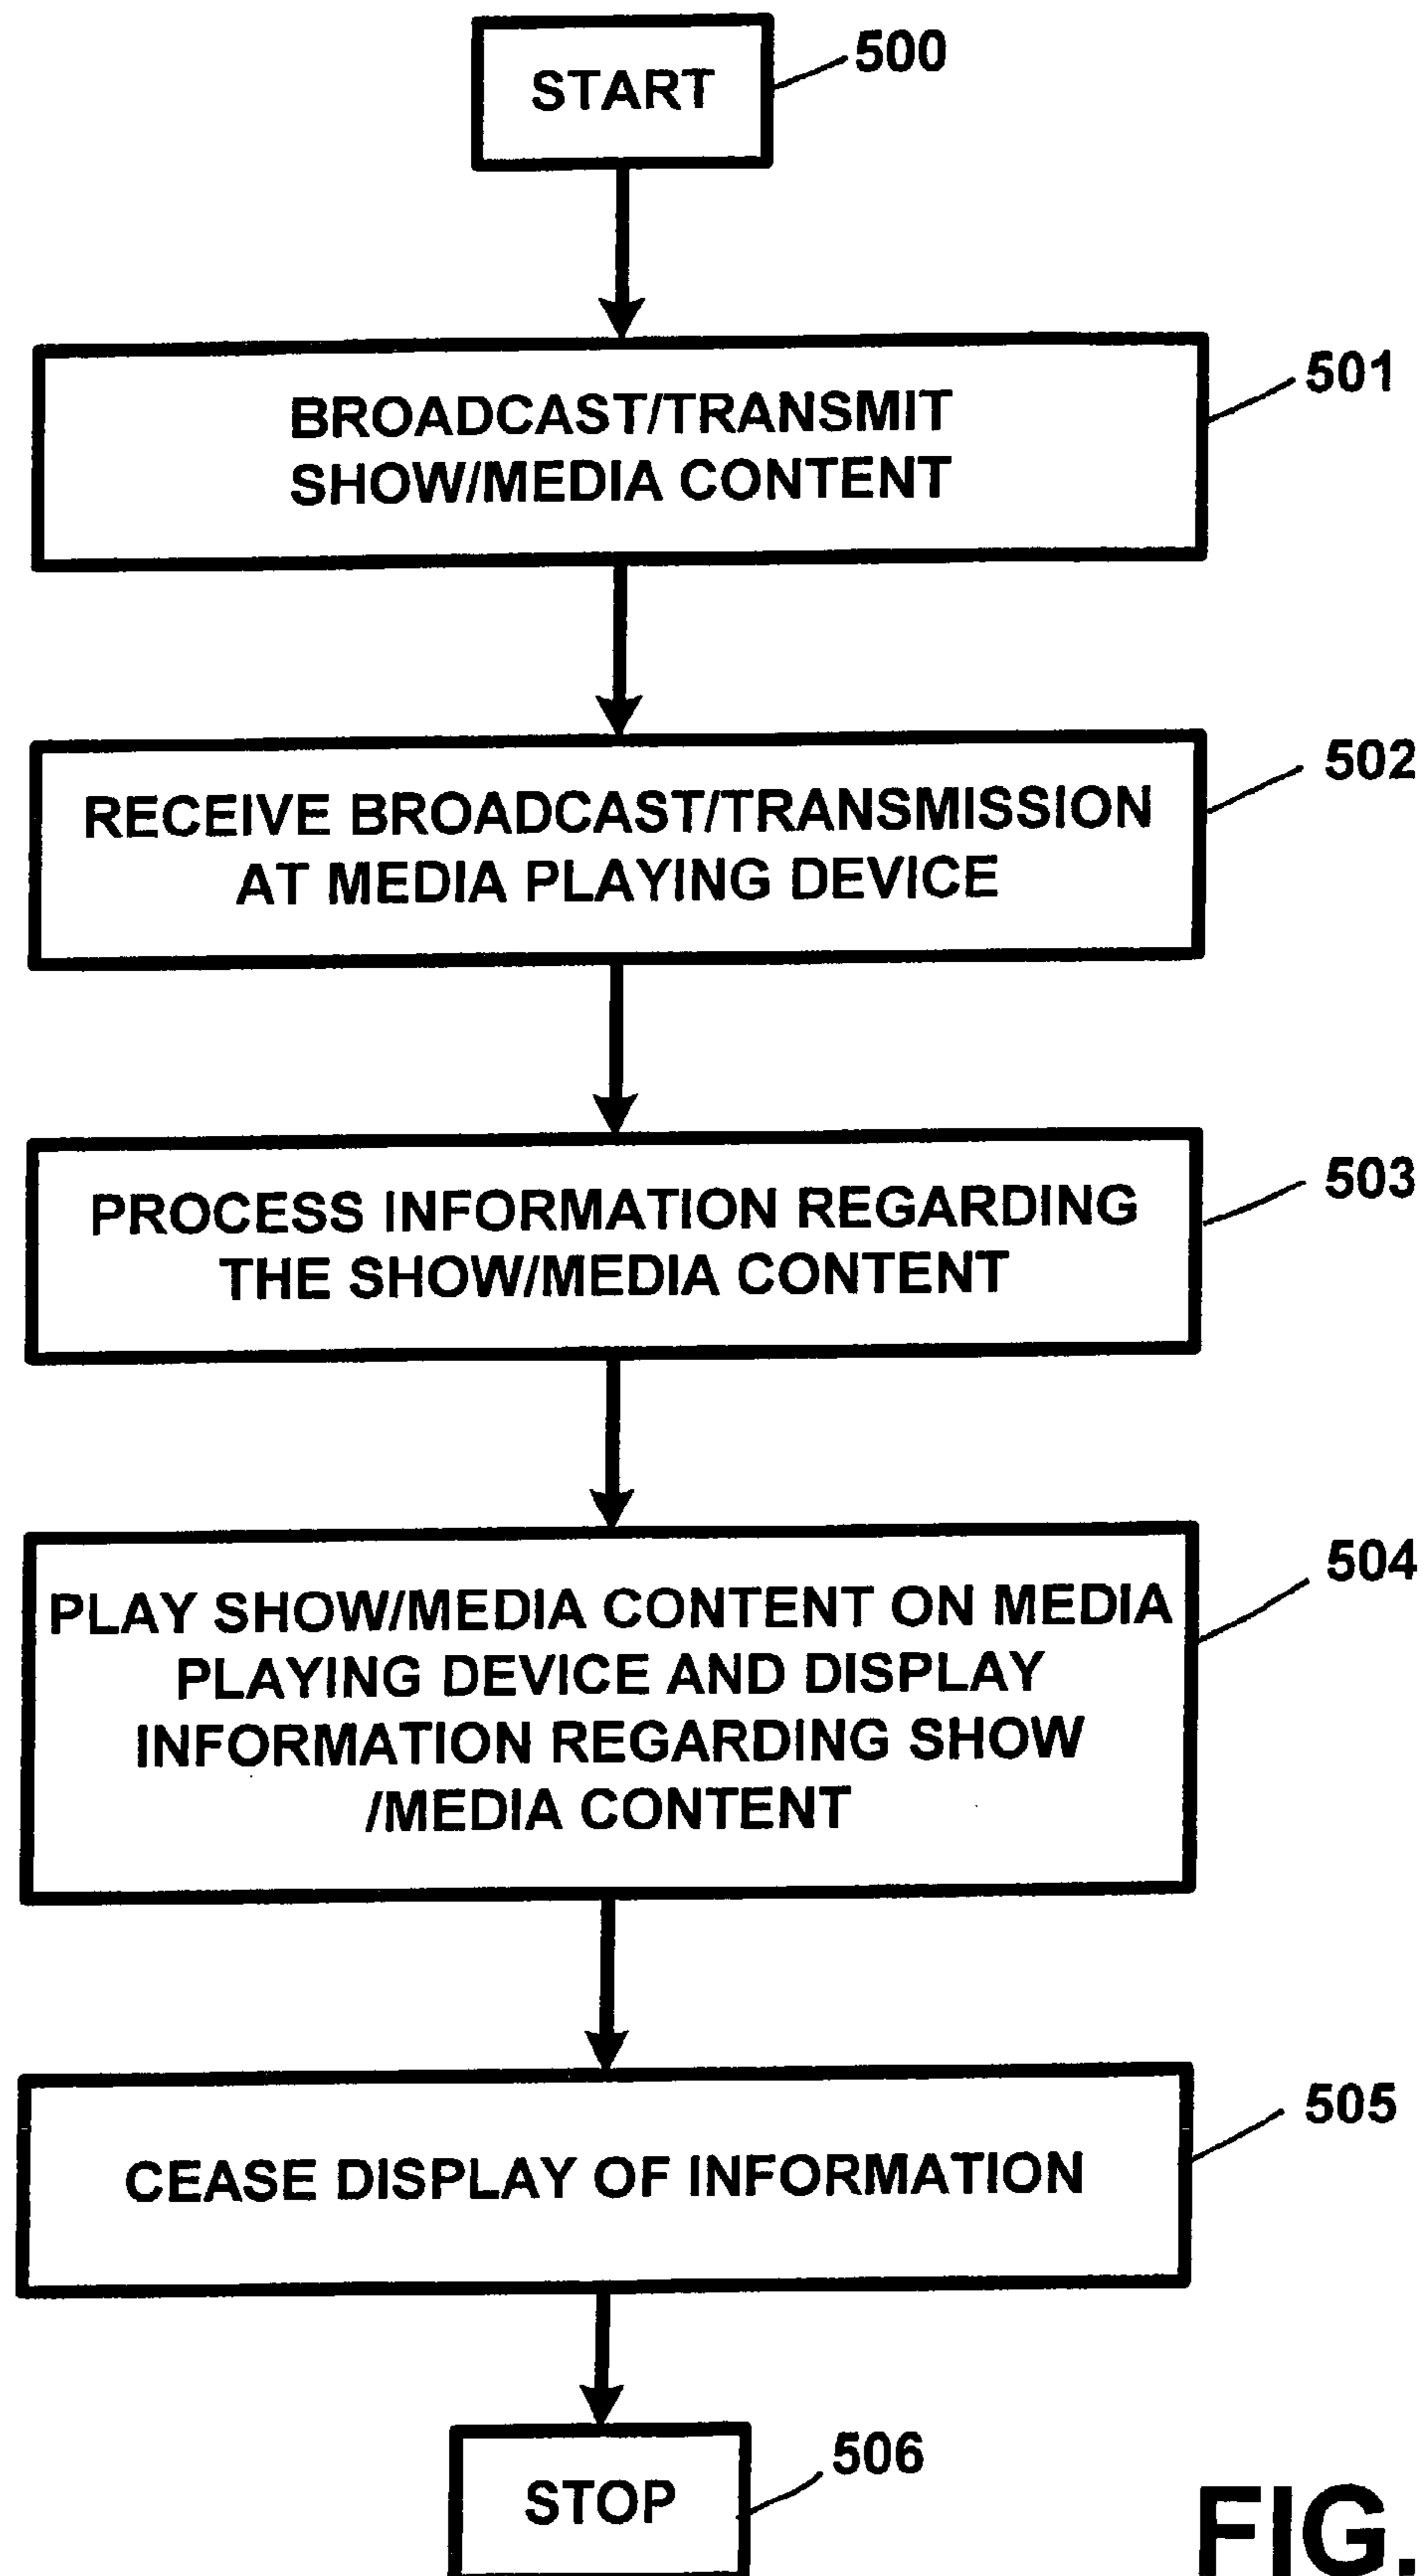 START
500
BROADCAST/TRANSMIT
SHOW/MEDIA CONTENT
501
RECEIVE BROADCAST/TRANSMISSION
AT MEDIA PLAYING DEVICE
502
PROCESS INFORMATION REGARDING
THE SHOW/MEDIA CONTENT
503
PLAY SHOW/MEDIA CONTENT ON MEDIA
PLAYING DEVICE AND DISPLAY
INFORMATION REGARDING SHOW
/MEDIA CONTENT
504
CEASE DISPLAY OF INFORMATION
505
STOP
506
FIG.